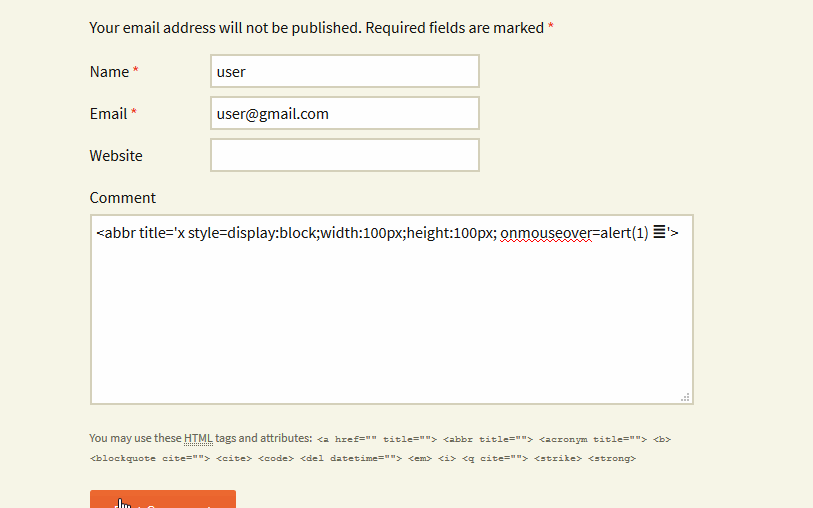 Your email address will not be published. Required fields are marked *
Name * user
Email * user@gmail.com
Website
Comment
<abbr title='x style=display:block;width:100px;height:100px; onmouseover=alert(1) 𝌆'>
You may use these HTML tags and attributes: <a href="" title=""> <abbr title=""> <acronym title=""> <b>
<blockquote cite=""> <cite> <code> <del datetime=""> <em> <i> <q cite=""> <strike> <strong>